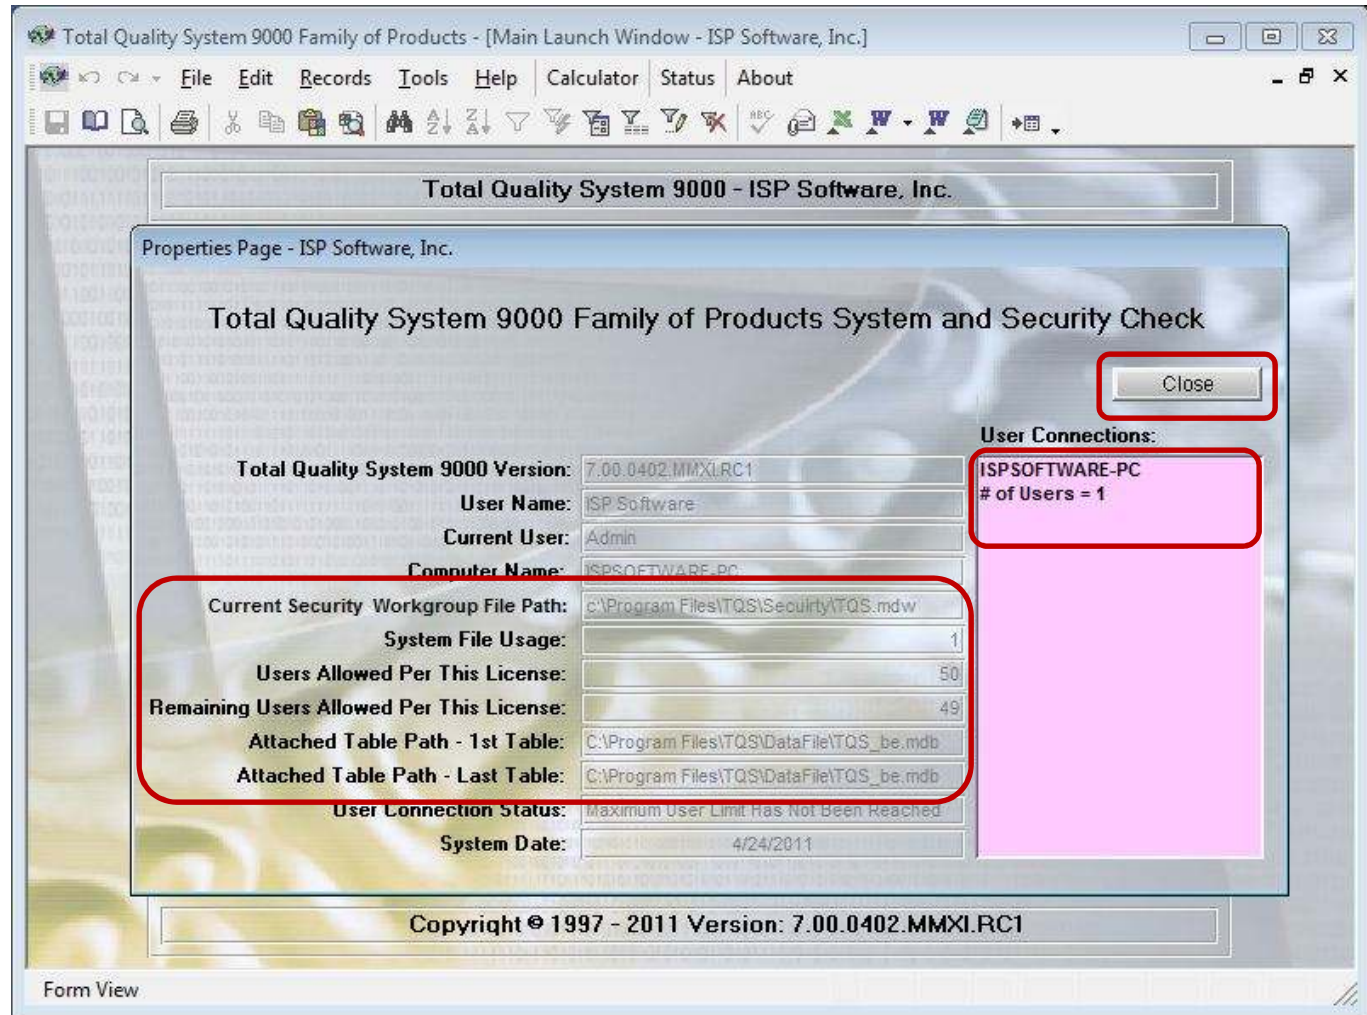 Total Quality System 9000 Family of Products - [Main Launch Window - ISP Software, Inc.]
File Edit Records Tools Help Calculator Status About
Total Quality System 9000 - ISP Software, Inc.
Properties Page - ISP Software, Inc.
Total Quality System 9000 Family of Products System and Security Check
Close
User Connections:
ISPSOFTWARE-PC
# of Users = 1
Total Quality System 9000 Version: 7.00.0402.MMXI.RC1
User Name: ISP Software
Current User: Admin
Computer Name: ISPSOFTWARE-PC
Current Security Workgroup File Path: c:\Program Files\TQS\Secuirty\TQS.mdw
System File Usage: 1
Users Allowed Per This License: 50
Remaining Users Allowed Per This License: 49
Attached Table Path - 1st Table: C:\Program Files\TQS\DataFile\TQS_be.mdb
Attached Table Path - Last Table: C:\Program Files\TQS\DataFile\TQS_be.mdb
User Connection Status: Maximum User Limit Has Not Been Reached
System Date: 4/24/2011
Copyright © 1997 - 2011 Version: 7.00.0402.MMXI.RC1
Form View